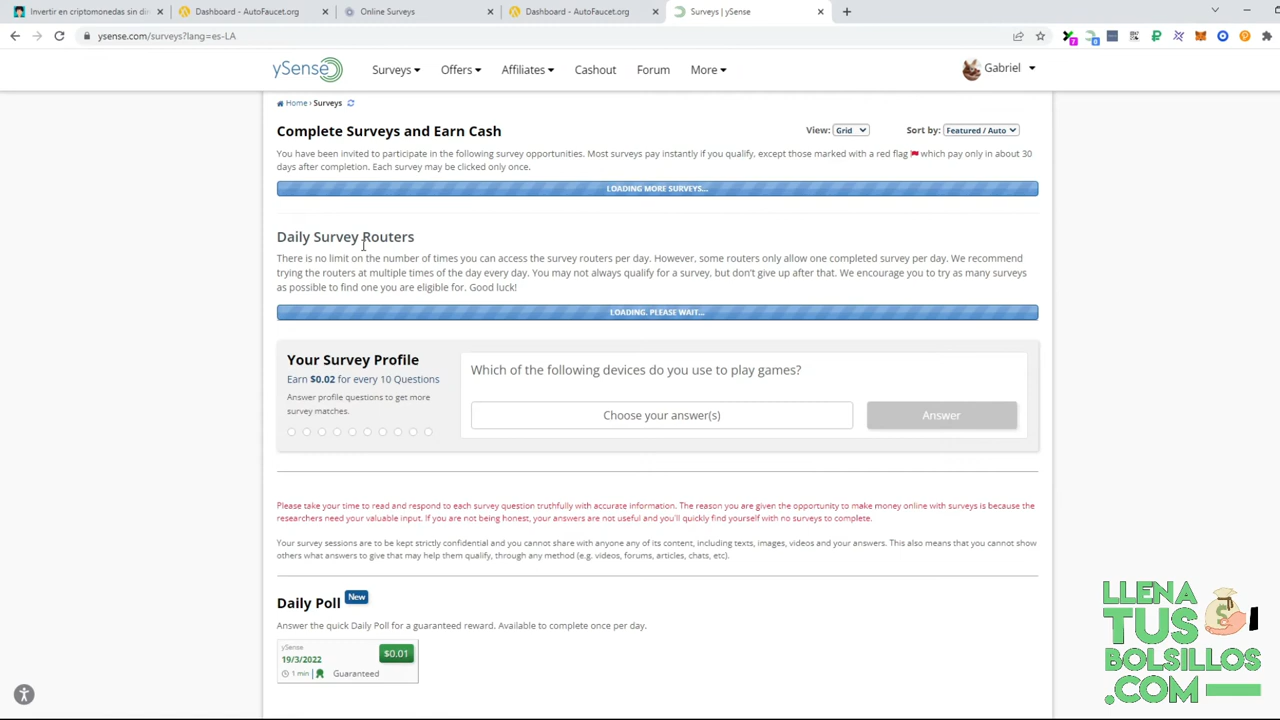 Invertir en criptomonedas sin di
Dashboard - AutoFaucet.org
Online Surveys
Dashboard - AutoFaucet.org
Surveys | ySense
ysense.com/surveys?lang=es-LA
7
0
ySense
Surveys
Offers
Affiliates
Cashout
Forum
More
Gabriel
Home › Surveys
Complete Surveys and Earn Cash
View: Grid
Sort by: Featured / Auto
You have been invited to participate in the following survey opportunities. Most surveys pay instantly if you qualify, except those marked with a red flag which pay only in about 30
days after completion. Each survey may be clicked only once.
LOADING MORE SURVEYS...
Daily Survey Routers
There is no limit on the number of times you can access the survey routers per day. However, some routers only allow one completed survey per day. We recommend
trying the routers at multiple times of the day every day. You may not always qualify for a survey, but don't give up after that. We encourage you to try as many surveys
as possible to find one you are eligible for. Good luck!
LOADING. PLEASE WAIT...
Your Survey Profile
Earn $0.02 for every 10 Questions
Answer profile questions to get more
survey matches.
Which of the following devices do you use to play games?
Choose your answer(s)
Answer
Please take your time to read and respond to each survey question truthfully with accurate information. The reason you are given the opportunity to make money online with surveys is because the
researchers need your valuable input. If you are not being honest, your answers are not useful and you'll quickly find yourself with no surveys to complete.
Your survey sessions are to be kept strictly confidential and you cannot share with anyone any of its content, including texts, images, videos and your answers. This also means that you cannot show
others what answers to give that may help them qualify, through any method (e.g. videos, forums, articles, chats, etc).
Daily Poll New
Answer the quick Daily Poll for a guaranteed reward. Available to complete once per day.
ySense
19/3/2022
$0.01
1 min | Guaranteed
LLENA
TUS
BOLSILLOS
.COM